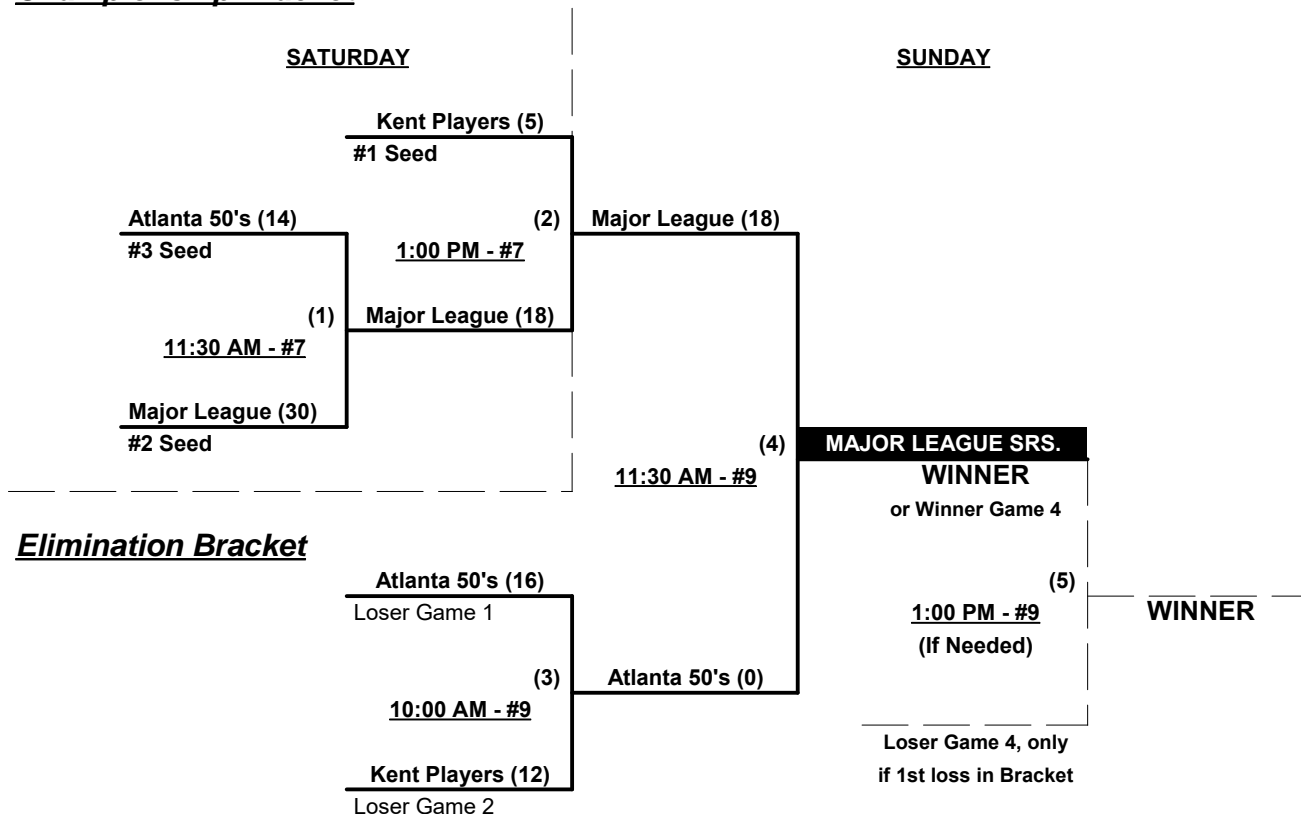 SATURDAY
SUNDAY
Kent Players (5)
#1 Seed
Atlanta 50's (14)
#3 Seed
(2)
1:00 PM - #7
Major League (18)
(1)
11:30 AM - #7
Major League (18)
Major League (30)
#2 Seed
(4)
11:30 AM - #9
MAJOR LEAGUE SRS.
WINNER
or Winner Game 4
Elimination Bracket
Atlanta 50's (16)
Loser Game 1
(5)
1:00 PM - #9
(If Needed)
WINNER
(3)
10:00 AM - #9
Atlanta 50's (0)
Loser Game 4, only
if 1st loss in Bracket
Kent Players (12)
Loser Game 2